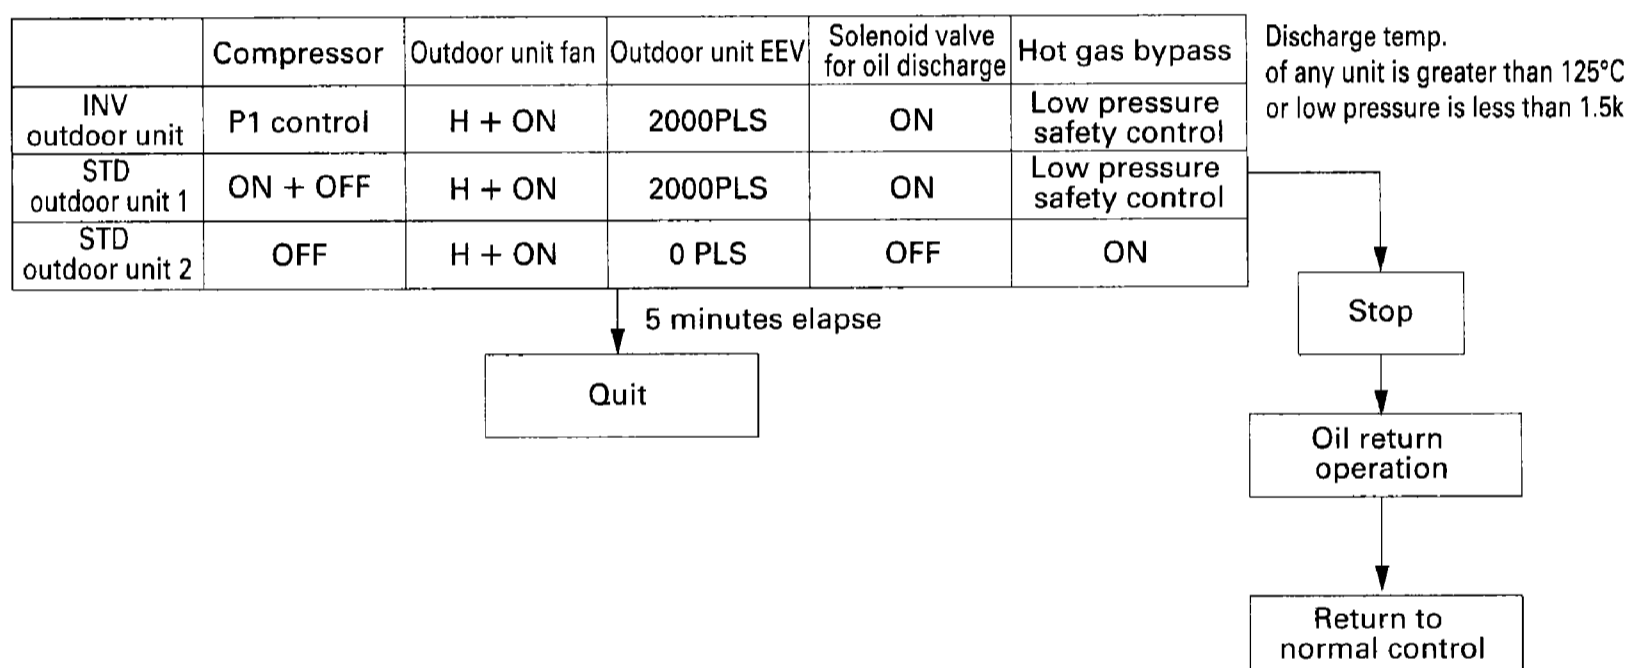 Compressor
Outdoor unit fan
Outdoor unit EEV
Solenoid valve
for oil discharge
Hot gas bypass
Discharge temp.
of any unit is greater than 125°C
or low pressure is less than 1.5k
INV
outdoor unit
P1 control
H + ON
2000PLS
ON
Low pressure
safety control
STD
outdoor unit 1
ON + OFF
H + ON
2000PLS
ON
Low pressure
safety control
STD
outdoor unit 2
OFF
H + ON
0 PLS
OFF
ON
5 minutes elapse
Quit
Stop
Oil return
operation
Return to
normal control